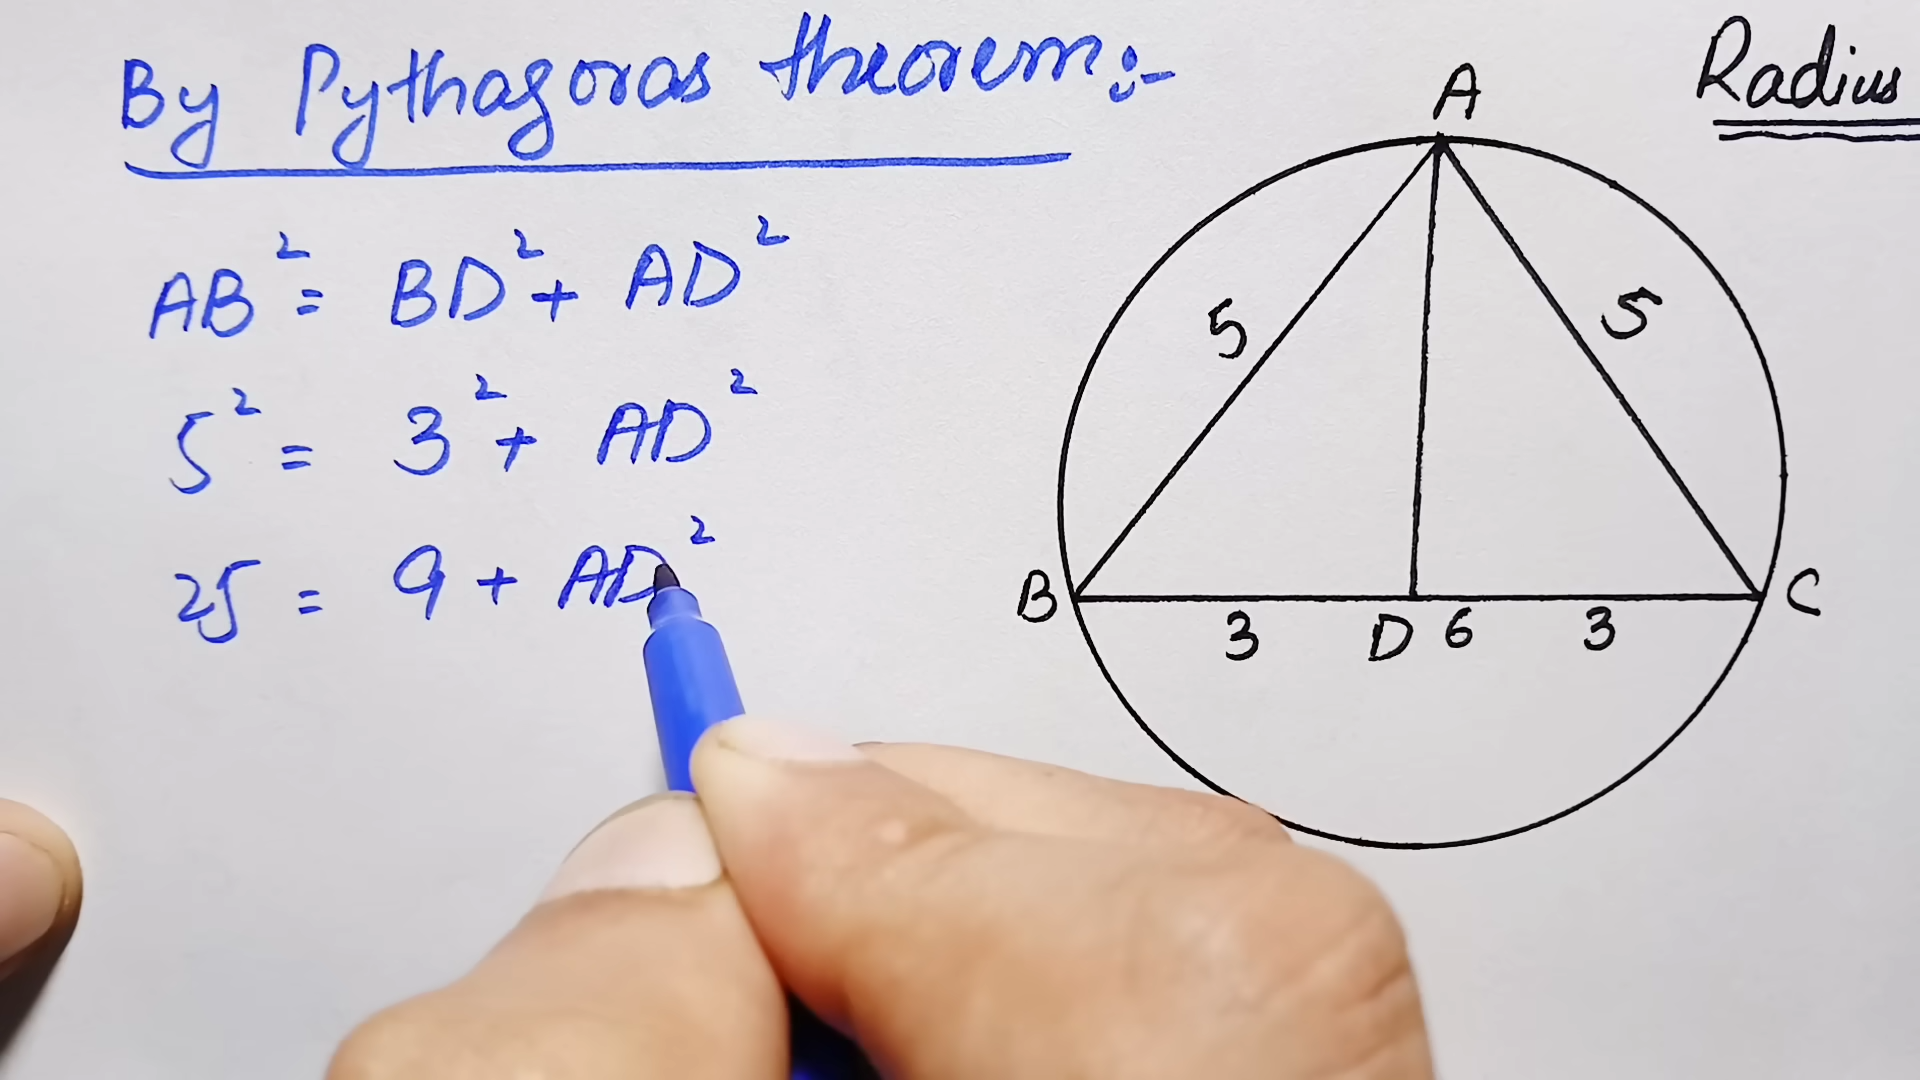 By Pythagoras theorem:-
AB² = BD² + AD²
5² = 3² + AD²
25 = 9 + AD²
Radius
A
5 5
B C
3 D 6 3